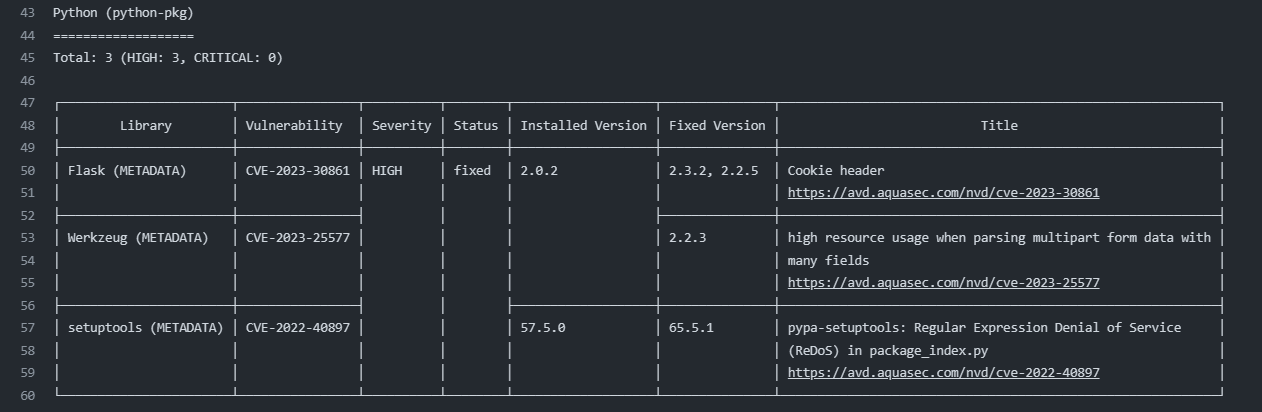 43 Python (python-pkg)
44 ===================
45 Total: 3 (HIGH: 3, CRITICAL: 0)
46
47
48 Library Vulnerability Severity Status Installed Version Fixed Version Title
49
50 Flask (METADATA) CVE-2023-30861 HIGH fixed 2.0.2 2.3.2, 2.2.5 Cookie header
51 https://avd.aquasec.com/nvd/cve-2023-30861
52
53 Werkzeug (METADATA) CVE-2023-25577 2.2.3 high resource usage when parsing multipart form data with
54 many fields
55 https://avd.aquasec.com/nvd/cve-2023-25577
56
57 setuptools (METADATA) CVE-2022-40897 57.5.0 65.5.1 pypa-setuptools: Regular Expression Denial of Service
58 (ReDoS) in package_index.py
59 https://avd.aquasec.com/nvd/cve-2022-40897
60